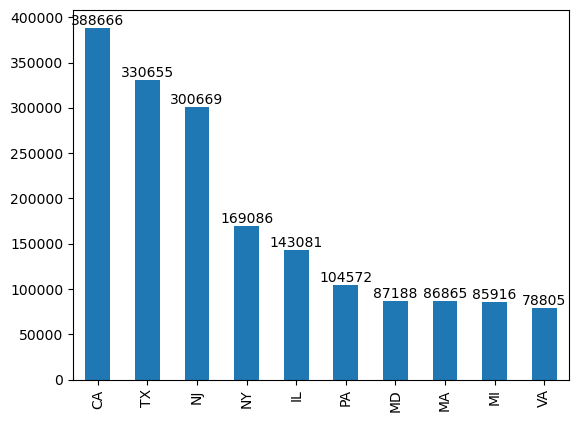 400000
350000
300000
250000
200000
150000
100000
50000
0
388666
330655
300669
169086
143081
104572
87188
86865
85916
78805
CA
TX
NJ
NY
IL
PA
MD
MA
MI
VA